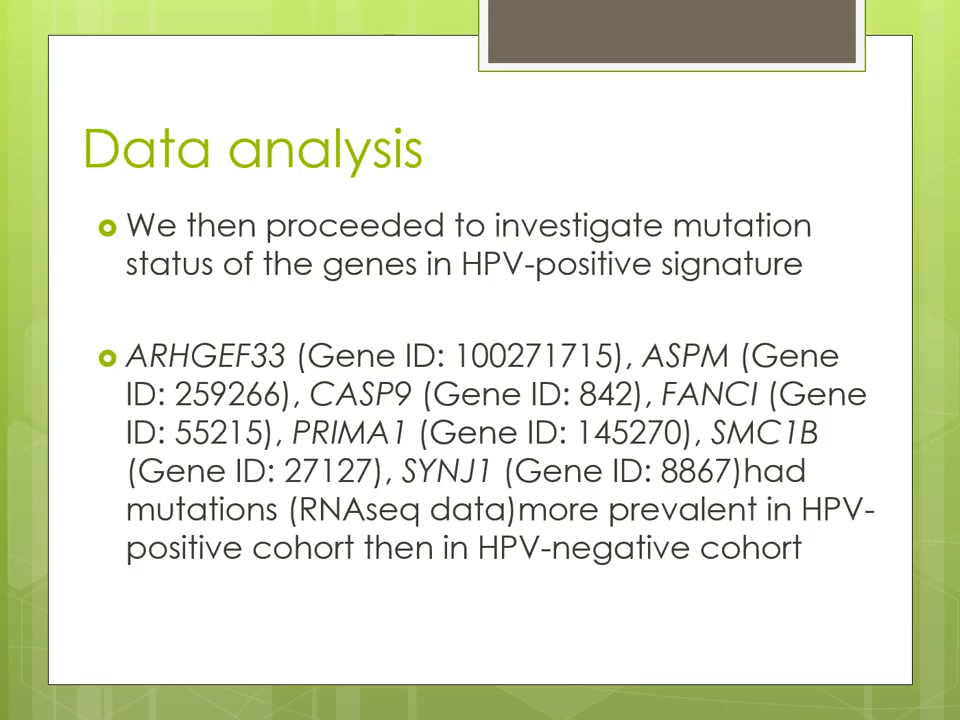 Data analysis
We then proceeded to investigate mutation
status of the genes in HPV-positive signature
ARHGEF33 (Gene ID: 100271715), ASPM (Gene
ID: 259266), CASP9 (Gene ID: 842), FANCI (Gene
ID: 55215), PRIMA1 (Gene ID: 145270), SMC1B
(Gene ID: 27127), SYNJ1 (Gene ID: 8867)had
mutations (RNAseq data)more prevalent in HPV-
positive cohort then in HPV-negative cohort